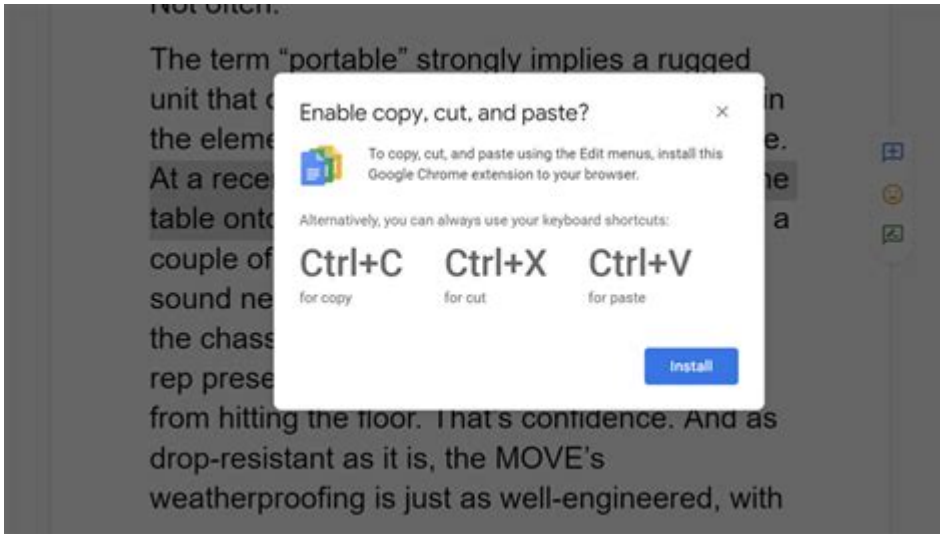 Not often.
The term “portable” strongly implies a rugged
unit that
in
the eleme
e.
At a rece
he
table onto
a
couple of
sound ne
the chass
rep prese
from hitting the floor. That's confidence. And as
drop-resistant as it is, the MOVE's
weatherproofing is just as well-engineered, with
Enable copy, cut, and paste?
To copy, cut, and paste using the Edit menus, install this
Google Chrome extension to your browser.
Alternatively, you can always use your keyboard shortcuts:
Ctrl+C Ctrl+X Ctrl+V
for copy for cut for paste
Install